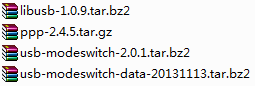 libusb-1.0.9.tar.bz2
ppp-2.4.5.tar.gz
usb-modeswitch-2.0.1.tar.bz2
usb-modeswitch-data-20131113.tar.bz2